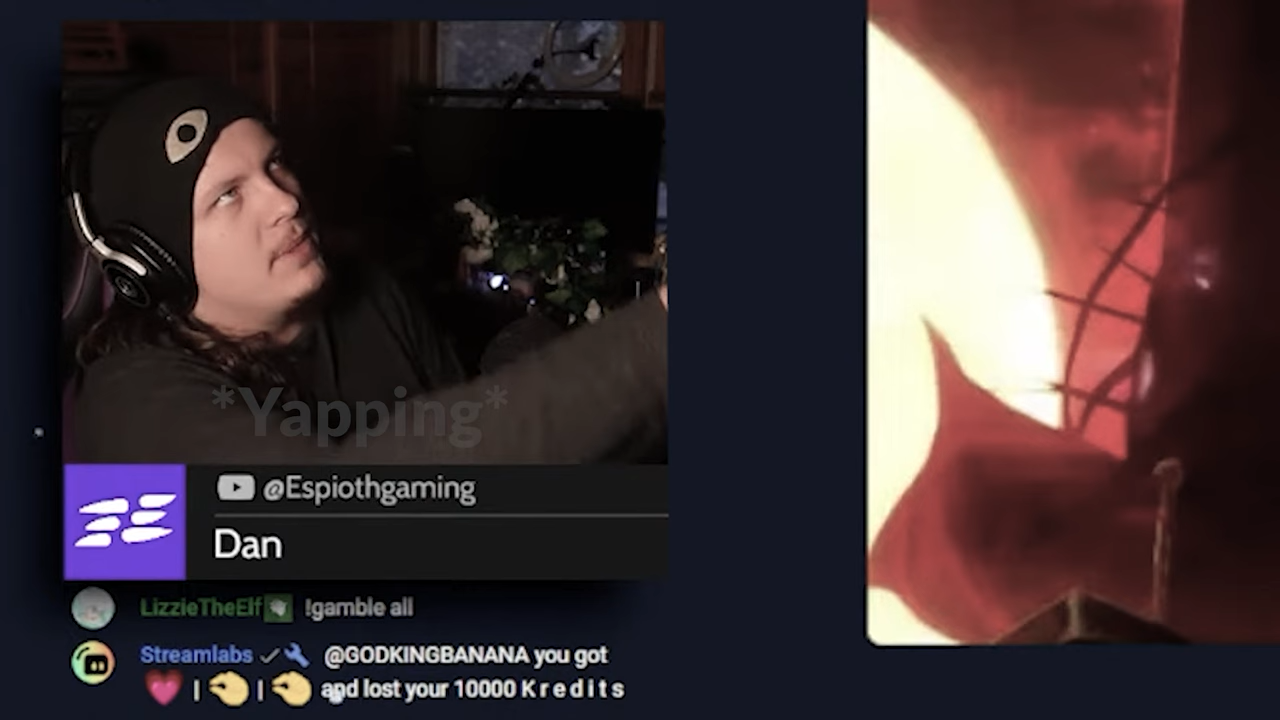 *Yapping*
@Espiothgaming
Dan
LizzieTheElf !gamble all
Streamlabs @GODKINGBANANA you got
💗 | 🤏 | 🤏 and lost your 10000 K r e d i t s